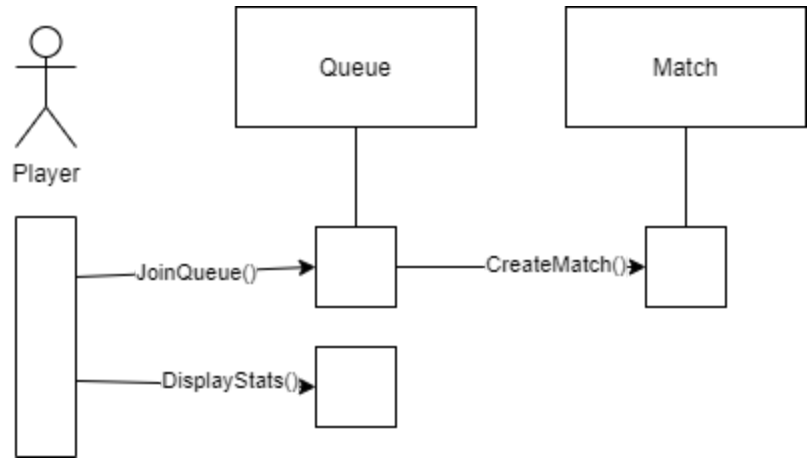 Queue
Match
Player
JoinQueue()
CreateMatch()
DisplayStats()